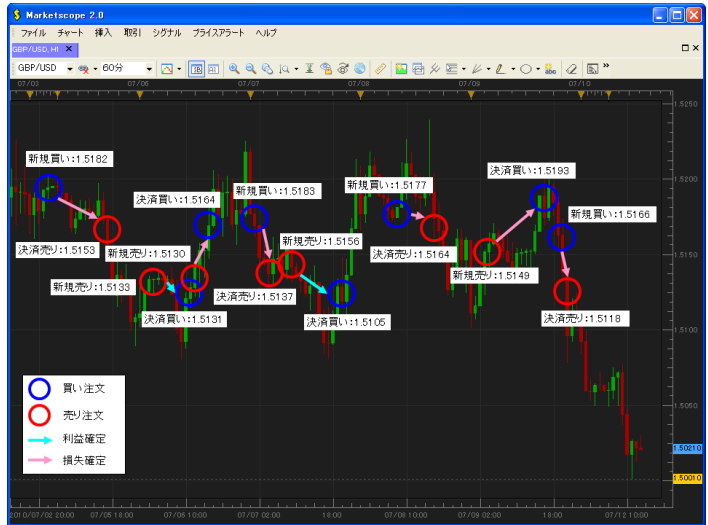 Marketscope 2.0
ファイル チャート 挿入 取引 シグナル プライスアラート ヘルプ
GBP/USD, H1
GBP/USD 60分
07/03 07/06 07/07 07/08 07/09 07/10
1.5250
新規買い:1.5182
決済買い:1.5193
1.5200
新規買い:1.5183
新規買い:1.5177
決済買い:1.5164
新規買い:1.5166
決済売り:1.5153
新規売り:1.5130
新規売り:1.5156
決済売り:1.5164
1.5150
新規売り:1.5149
新規売り:1.5133
決済売り:1.5137
決済買い:1.5131
決済買い:1.5105
決済売り:1.5118
1.5100
買い注文
売り注文
1.5050
利益確定
1.50210
損失確定
1.50010
2010/07/02 20:00 07/05 18:00 07/06 10:00 07/07 02:00 18:00 07/08 10:00 07/09 02:00 18:00 07/12 10:00